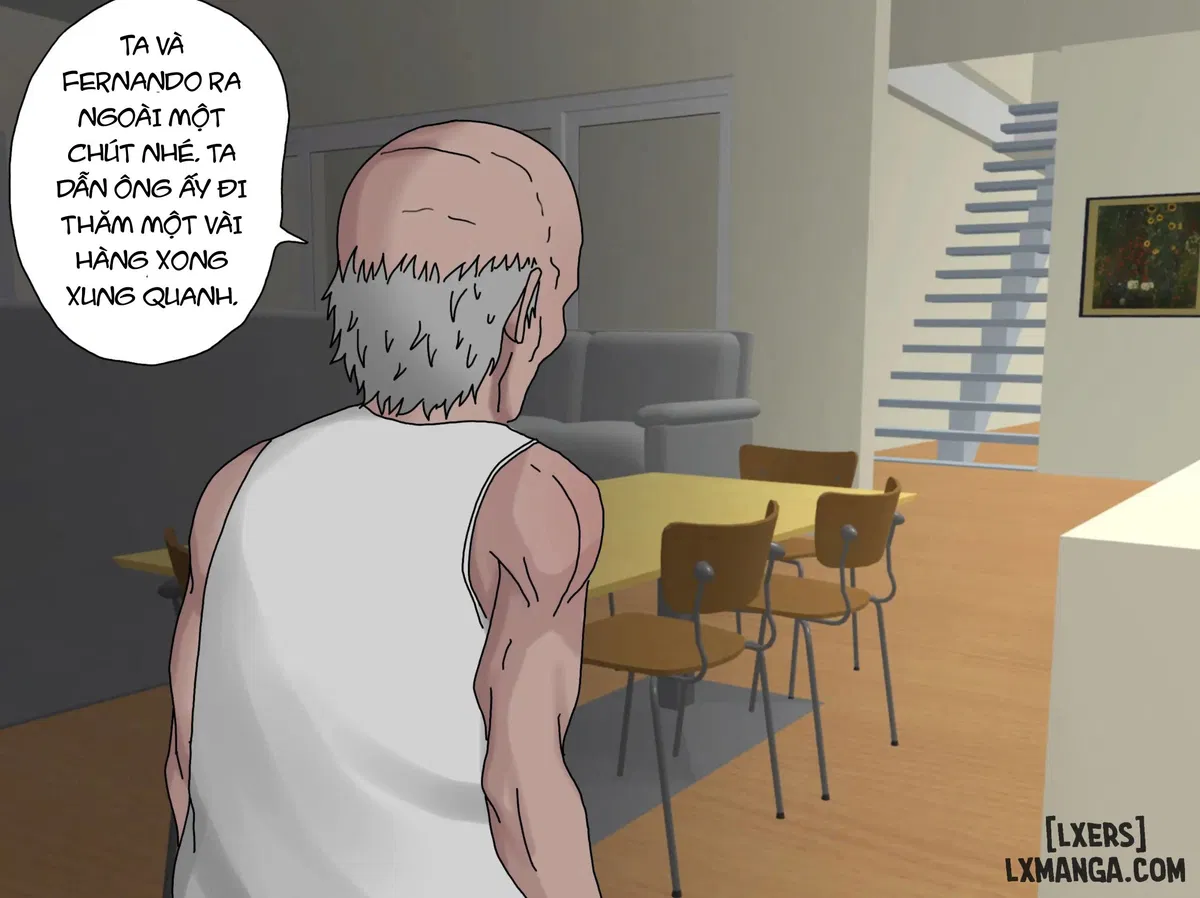 TA VÀ
FERNANDO RA
NGOÀI MỘT
CHÚT NHÉ. TA
DẪN ÔNG ẤY ĐI
THĂM MỘT VÀI
HÀNG XONG
XUNG QUANH.
[LXERS]
LXMANGA.COM